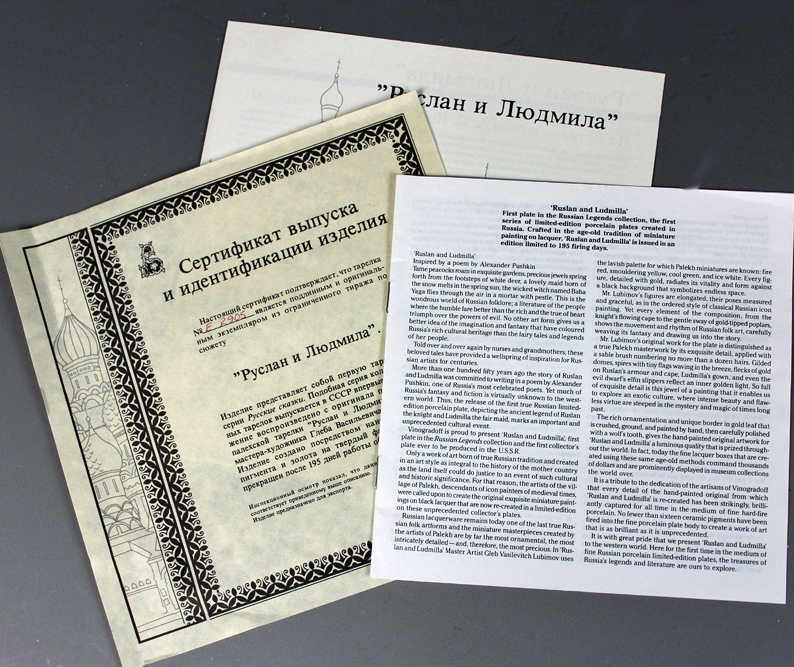 "Руслан и Людмила"
Сертификат выпуска
и идентификации изделия
Настоящий сертификат подтверждает, что тарелка
№ E 6905 является подлинным и оригиналь-
ным экземпляром из ограниченного тиража по
сюжету
"Руслан и Людмила".
Изделие представляет собой первую
серии Русские сказки. Подобная серия
ных тарелок выпускается в СССР впервые
жение воспроизведено с оригинала
палехской тарелки "Руслан и
мастера-художника Глеба
Изделие создано посредством
пигмента и золота на твердый
прекращен после 195 дней работы
Инспекционный осмотр показал, что
соответствует приведенному выше
Изделие предназначено для экспорта
'Ruslan and Ludmilla'
First plate in the Russian Legends collection, the first
series of limited-edition porcelain plates created in
Russia. Crafted in the age-old tradition of miniature
painting on lacquer, 'Ruslan and Ludmilla' is issued in an
edition limited to 195 firing days.
'Ruslan and Ludmilla'
Inspired by a poem by Alexander Pushkin
Tame peacocks roam in exquisite gardens, precious jewels spring
forth from the footsteps of white deer, a lovely maid born of
the snow melts in the spring sun, the wicked witch named Baba
Yaga flies through the air in a mortar with pestle. This is the
wondrous world of Russian folklore; a literature of the people
where the humble fare better than the rich and the true of heart
triumph over the powers of evil. No other art form gives us a
better idea of the imagination and fantasy that have coloured
Russia's rich cultural heritage than the fairy tales and legends
of her people.
Told over and over again by nurses and grandmothers, these
beloved tales have provided a wellspring of inspiration for Rus-
sian artists for centuries.
More than one hundred fifty years ago the story of Ruslan
and Ludmilla was committed to writing in a poem by Alexander
Pushkin, one of Russia's most celebrated poets. Yet much of
Russia's fantasy and fiction is virtually unknown to the west-
ern world. Thus, the release of the first true Russian limited-
edition porcelain plate, depicting the ancient legend of Ruslan
the knight and Ludmilla the fair maid, marks an important and
unprecedented cultural event.
Vinogradoff is proud to present 'Ruslan and Ludmilla', first
plate in the Russian Legends collection and the first collector's
plate ever to be produced in the U.S.S.R.
Only a work of art born of true Russian tradition and created
in an art style as integral to the history of the mother country
as the land itself could do justice to an event of such cultural
and historic significance. For that reason, the artists of the vil-
lage of Palekh, descendants of icon painters of medieval times,
were called upon to create the original exquisite miniature paint-
ings on black lacquer that are now re-created in a limited-edition
on these unprecedented collector's plates.
Russian lacquerware remains today one of the last true Rus-
sian folk artforms and the miniature masterpieces created by
the artists of Palekh are by far the most ornamental, the most
intricately detailed—and, therefore, the most precious. In 'Rus-
lan and Ludmilla' Master Artist Gleb Vasilevitch Lubimov uses
the lavish palette for which Palekh miniatures are known: fire
red, smouldering yellow, cool green, and ice white. Every fig-
ure, detailed with gold, radiates its vitality and form against
a black background that symbolizes endless space.
Mr. Lubimov's figures are elongated, their poses measured
and graceful, as in the ordered style of classical Russian icon
painting. Yet every element of the composition, from the
knight's flowing cape to the gentle sway of gold-tipped poplars,
shows the movement and rhythm of Russian folk art, carefully
weaving its fantasy and drawing us into the story.
Mr. Lubimov's original work for the plate is distinguished as
a true Palekh masterwork by its exquisite detail, applied with
a sable brush numbering no more than a dozen hairs. Gilded
domes, spires with tiny flags waving in the breeze, flecks of gold
on Ruslan's armour and cape, Ludmilla's gown, and even the
evil dwarf's elfin slippers reflect an inner golden light. So full
of exquisite detail is this jewel of a painting that it enables us
to explore an exotic culture, where intense beauty and flaw-
less virtue are steeped in the mystery and magic of times long
past.
The rich ornamentation and unique border in gold leaf that
is crushed, ground, and painted by hand, then carefully polished
with a wolf's tooth, gives the hand-painted original artwork for
'Ruslan and Ludmilla' a luminous quality that is prized through-
out the world. In fact, today the fine lacquer boxes that are cre-
ated using these same age-old methods command thousands
of dollars and are prominently displayed in museum collections
the world over.
It is a tribute to the dedication of the artisans of Vinogradoff
that every detail of the hand-painted original from which
'Ruslan and Ludmilla' is re-created has been strikingly, brilli-
antly captured for all time in the medium of fine hard-fire
porcelain. No fewer than sixteen ceramic pigments have been
fired into the fine porcelain plate body to create a work of art
that is as brilliant as it is unprecedented.
It is with great pride that we present 'Ruslan and Ludmilla'
to the western world. Here for the first time in the medium of
fine Russian porcelain limited-edition plates, the treasures of
Russia's legends and literature are ours to explore.